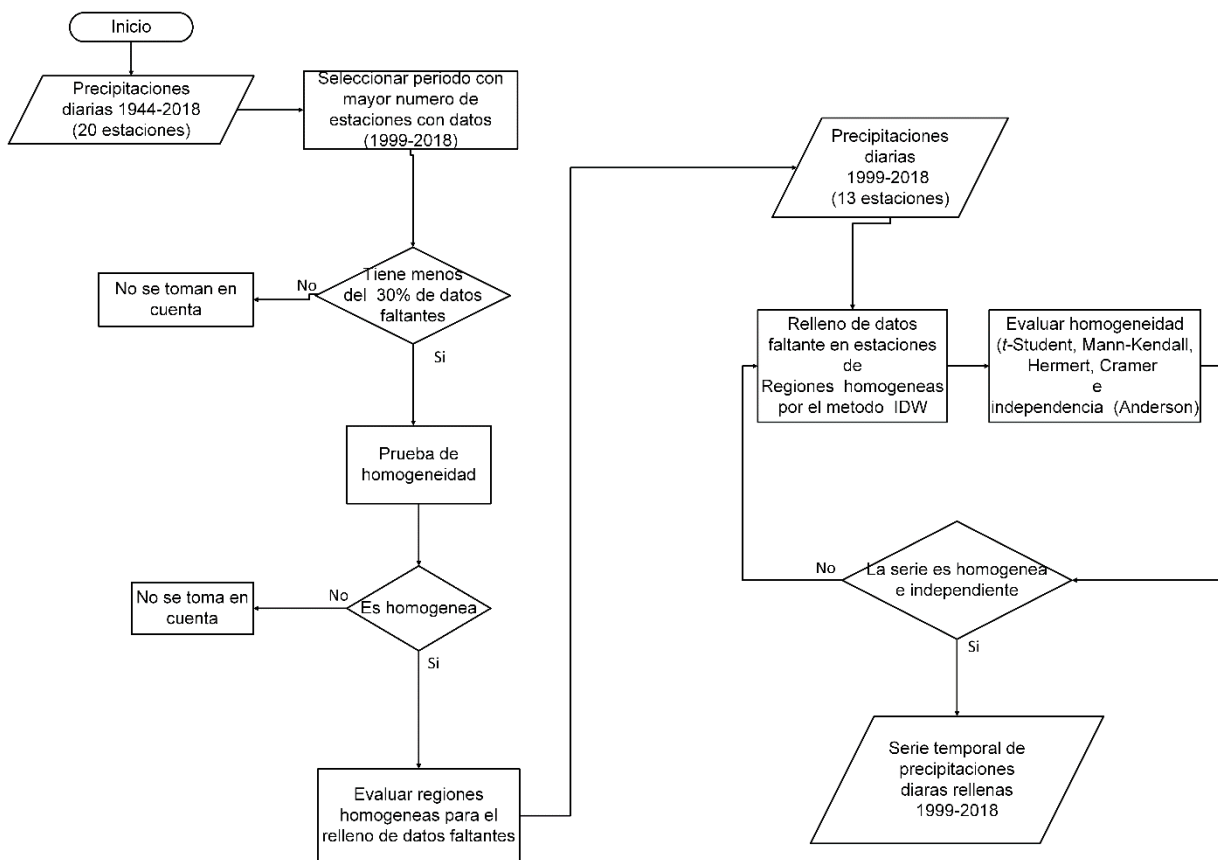 Inicio
Precipitaciones
diarias 1944-2018
(20 estaciones)
Seleccionar periodo con
mayor numero de
estaciones con datos
(1999-2018)
Tiene menos
del 30% de datos
faltantes
No
No se toman en
cuenta
Si
Prueba de
homogeneidad
Es homogenea
No
No se toma en
cuenta
Si
Evaluar regiones
homogeneas para el
relleno de datos faltantes
Precipitaciones
diarias
1999-2018
(13 estaciones)
Relleno de datos
faltante en estaciones
de
Regiones homogeneas
por el metodo IDW
Evaluar homogeneidad
(t-Student, Mann-Kendall,
Hermert, Cramer
e
independencia (Anderson)
La serie es homogenea
e independiente
No
Si
Serie temporal de
precipitaciones
diaras rellenas
1999-2018